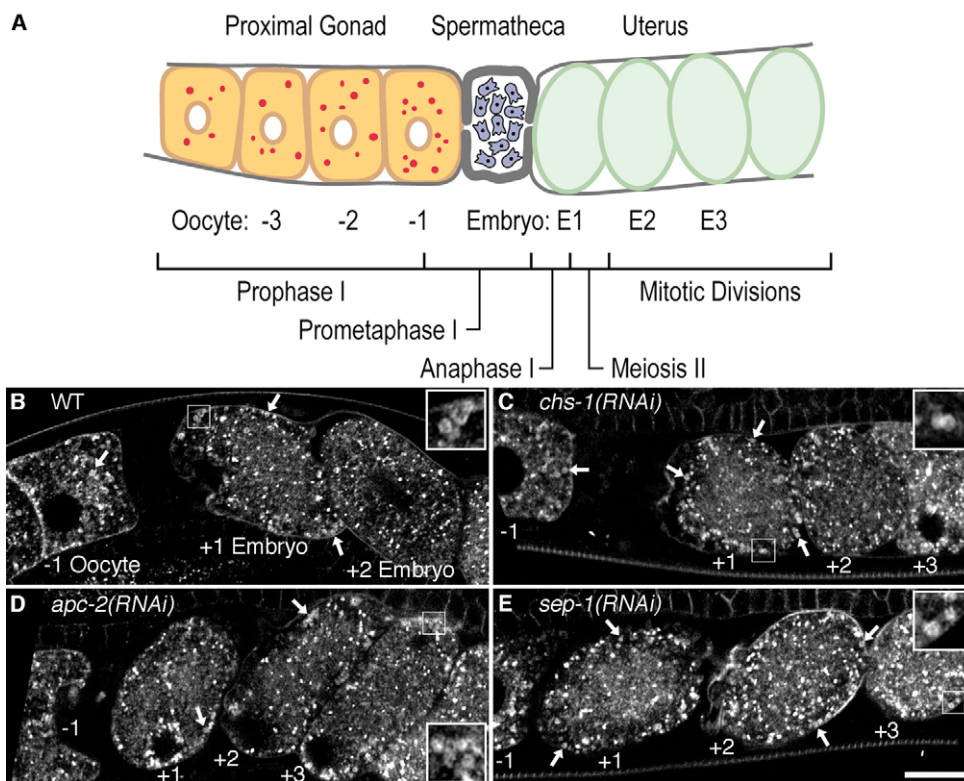 A
Proximal Gonad Spermatheca Uterus
Oocyte: -3 -2 -1 Embryo: E1 E2 E3
Prophase I Mitotic Divisions
Prometaphase I
Anaphase I Meiosis II
B WT
-1 Oocyte
+1 Embryo
+2 Embryo
C chs-1(RNAi)
-1
+1
+2
+3
D apc-2(RNAi)
-1
+1
+2
+3
E sep-1(RNAi)
-1
+1
+2
+3